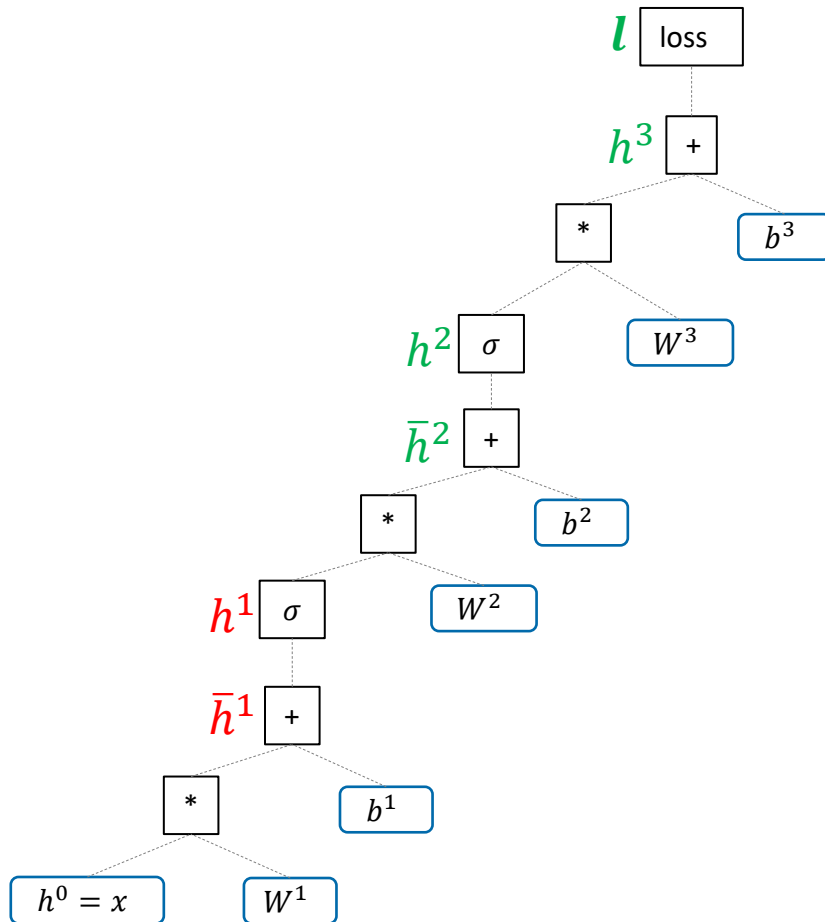 l loss
h³ +
* b³
h² σ W³
h̄² +
* b²
h¹ σ W²
h̄¹ +
* b¹
h⁰ = x W¹